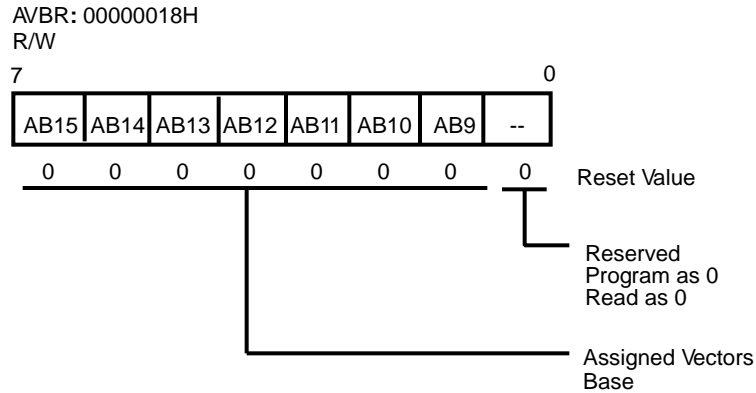 AVBR: 00000018H
R/W
7 0
AB15 AB14 AB13 AB12 AB11 AB10 AB9 --
0 0 0 0 0 0 0 0 Reset Value
Reserved
Program as 0
Read as 0
Assigned Vectors
Base